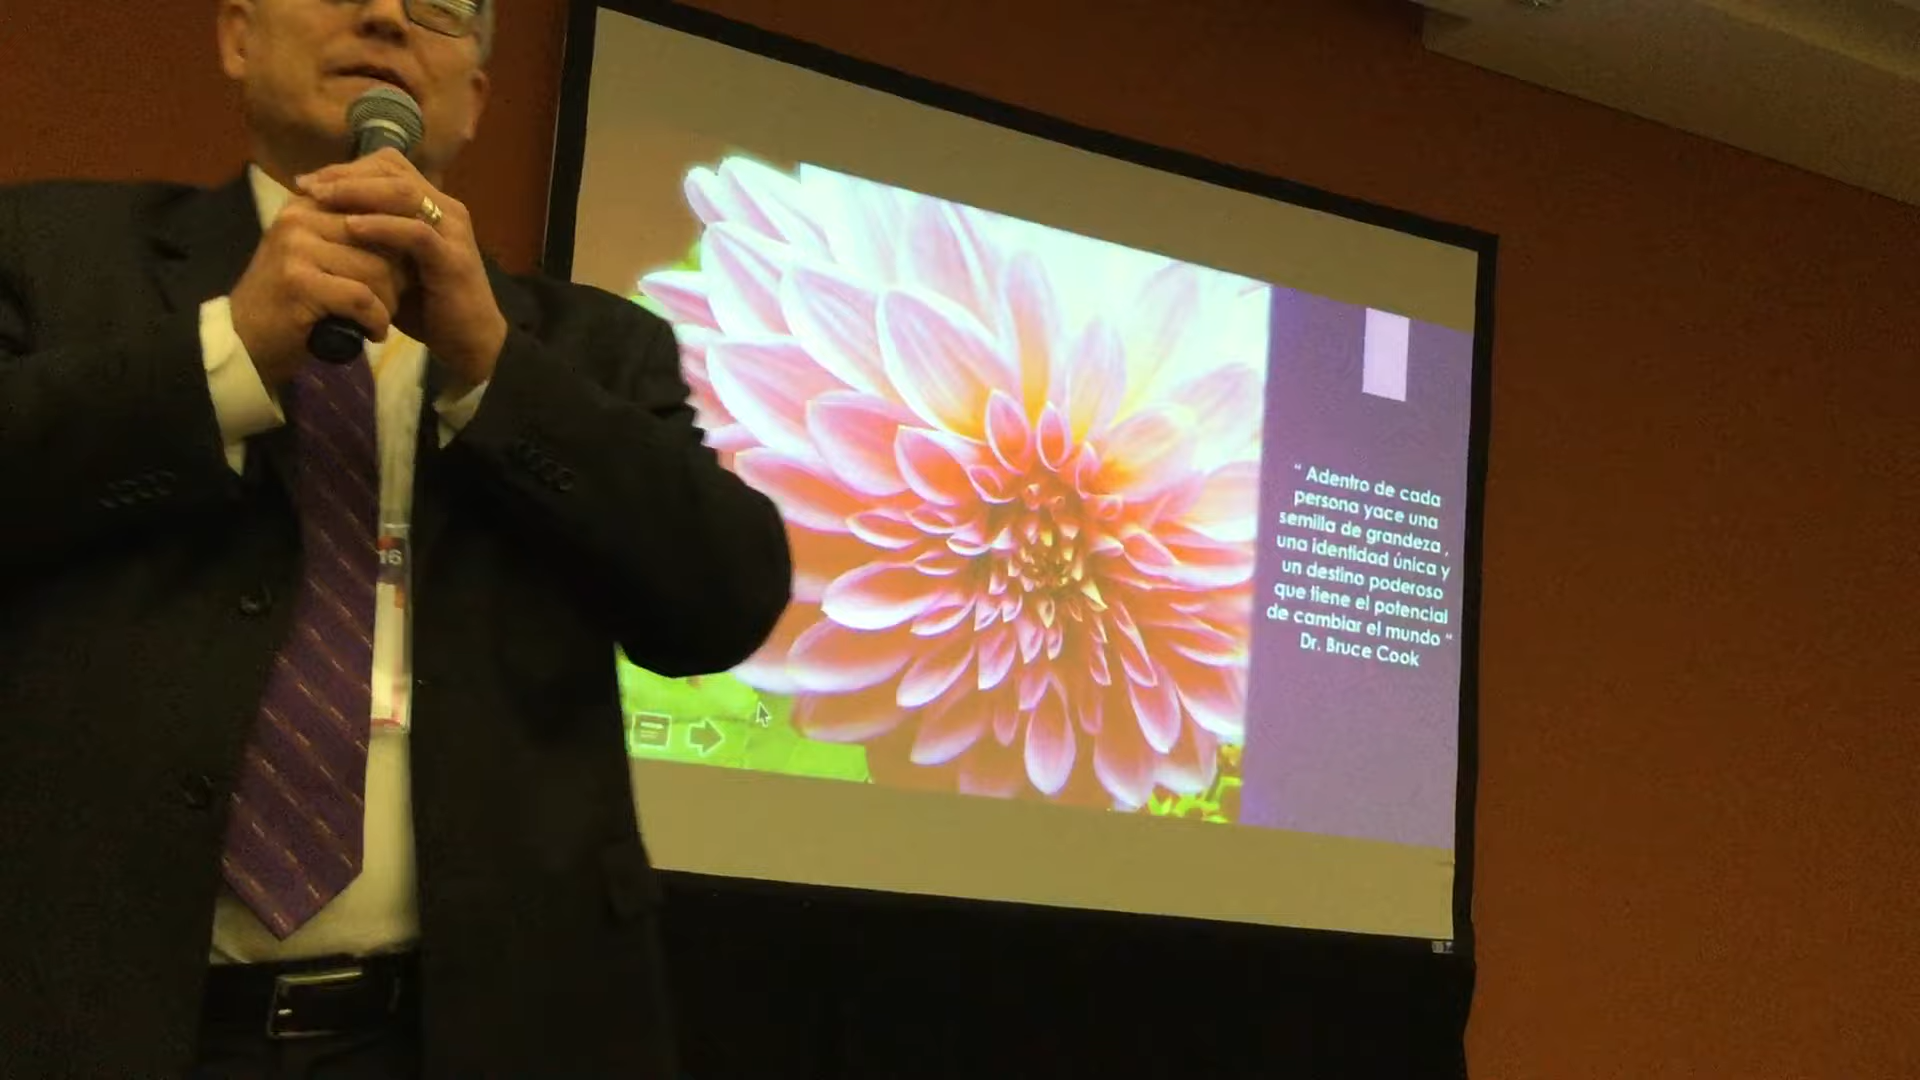 " Adentro de cada
persona yace una
semilla de grandeza ,
una identidad única y
un destino poderoso
que tiene el potencial
de cambiar el mundo "
Dr. Bruce Cook
16